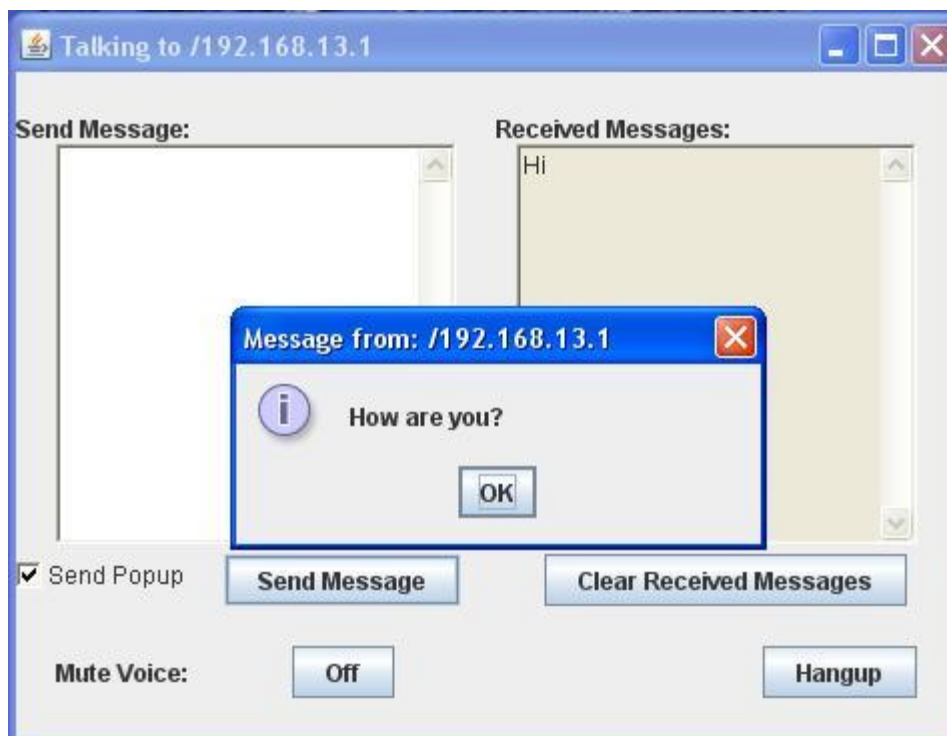 Talking to /192.168.13.1
Send Message:
Received Messages:
Hi
Message from: /192.168.13.1
i
How are you?
OK
Send Popup
Send Message
Clear Received Messages
Mute Voice:
Off
Hangup